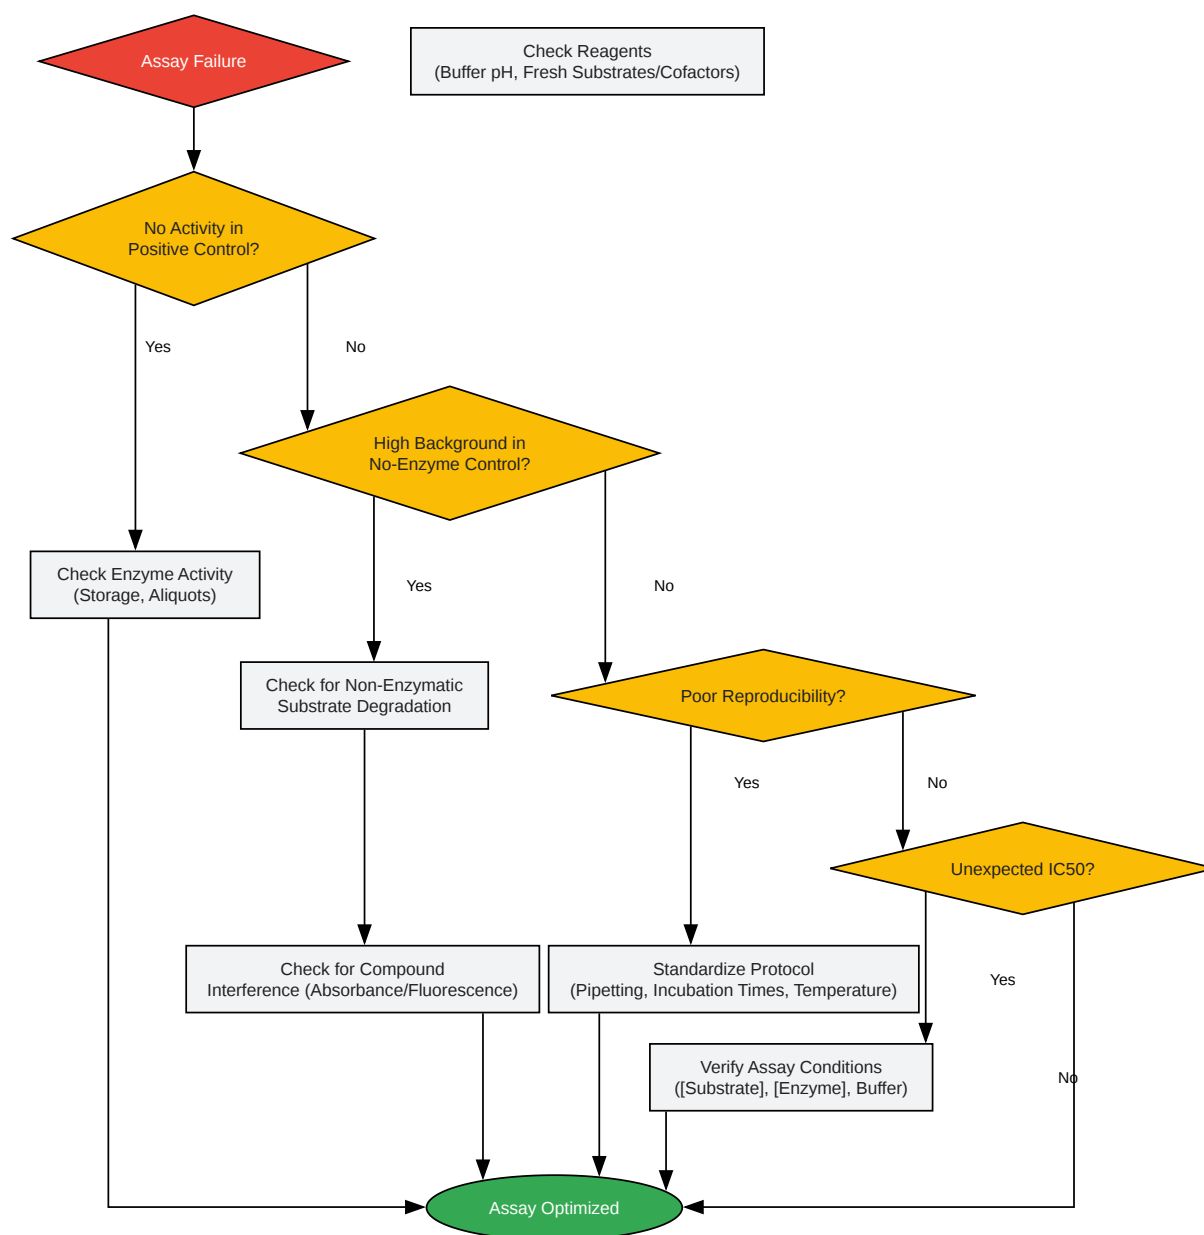 Assay Failure
Check Reagents
(Buffer pH, Fresh Substrates/Cofactors)
No Activity in
Positive Control?
Yes
No
High Background in
No-Enzyme Control?
Check Enzyme Activity
(Storage, Aliquots)
Yes
No
Check for Non-Enzymatic
Substrate Degradation
Poor Reproducibility?
Yes
No
Unexpected IC50?
Check for Compound
Interference (Absorbance/Fluorescence)
Standardize Protocol
(Pipetting, Incubation Times, Temperature)
Yes
Verify Assay Conditions
([Substrate], [Enzyme], Buffer)
No
Assay Optimized